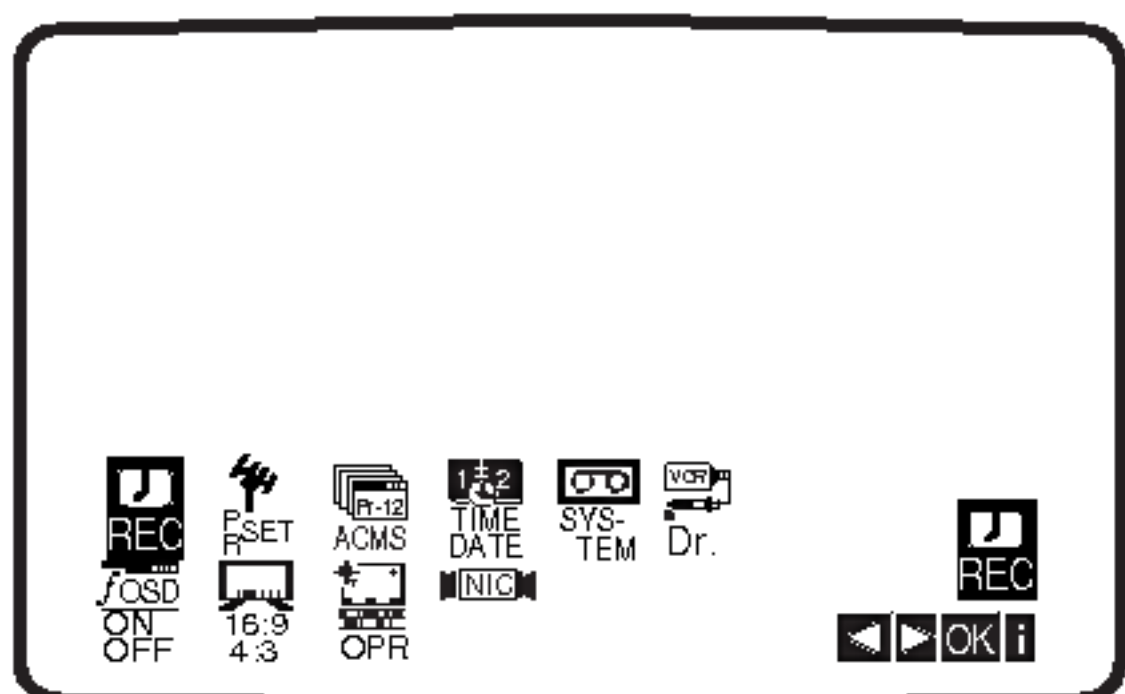 REC
PR SET
Pr-12
ACMS
1 2
TIME
DATE
SYS-
TEM
VCR
Dr.
REC
OSD
ON
OFF
16:9
4:3
OPR
NIC
OK i